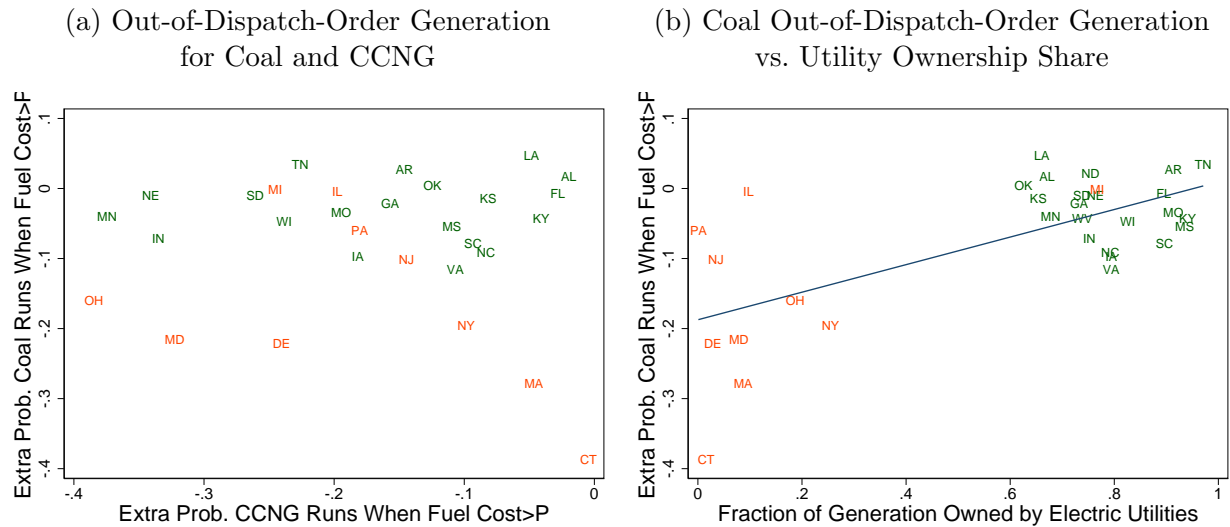 (a) Out-of-Dispatch-Order Generation
for Coal and CCNG
Extra Prob. Coal Runs When Fuel Cost>P
.1
0
-.1
-.2
-.3
-.4
LA
TN
AR
AL
OK
MI
IL
NE
SD
FL
KS
GA
MO
MN
WI
KY
MS
PA
IN
SC
NC
IA
NJ
VA
OH
NY
MD
DE
MA
CT
-.4
-.3
-.2
-.1
0
Extra Prob. CCNG Runs When Fuel Cost>P
(b) Coal Out-of-Dispatch-Order Generation
vs. Utility Ownership Share
Extra Prob. Coal Runs When Fuel Cost>P
.1
0
-.1
-.2
-.3
-.4
LA
TN
AR
ND
AL
OK
MI
IL
SD
NE
FL
KS
GA
MO
MN
WV
WI
KY
MS
PA
IN
SC
NC
IA
NJ
VA
OH
NY
MD
DE
MA
CT
0
.2
.4
.6
.8
1
Fraction of Generation Owned by Electric Utilities